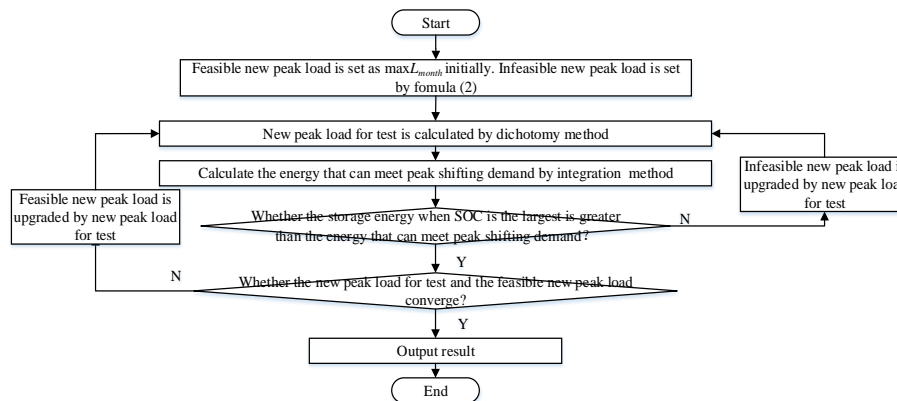 Start
Feasible new peak load is set as maxL_month initially. Infeasible new peak load is set
by fomula (2)
New peak load for test is calculated by dichotomy method
Calculate the energy that can meet peak shifting demand by integration method
Infeasible new peak load i
upgraded by new peak load
for test
Feasible new peak load is
upgraded by new peak load
for test
Whether the storage energy when SOC is the largest is greater
than the energy that can meet peak shifting demand?
N
Y
N
Whether the new peak load for test and the feasible new peak load
converge?
Y
Output result
End